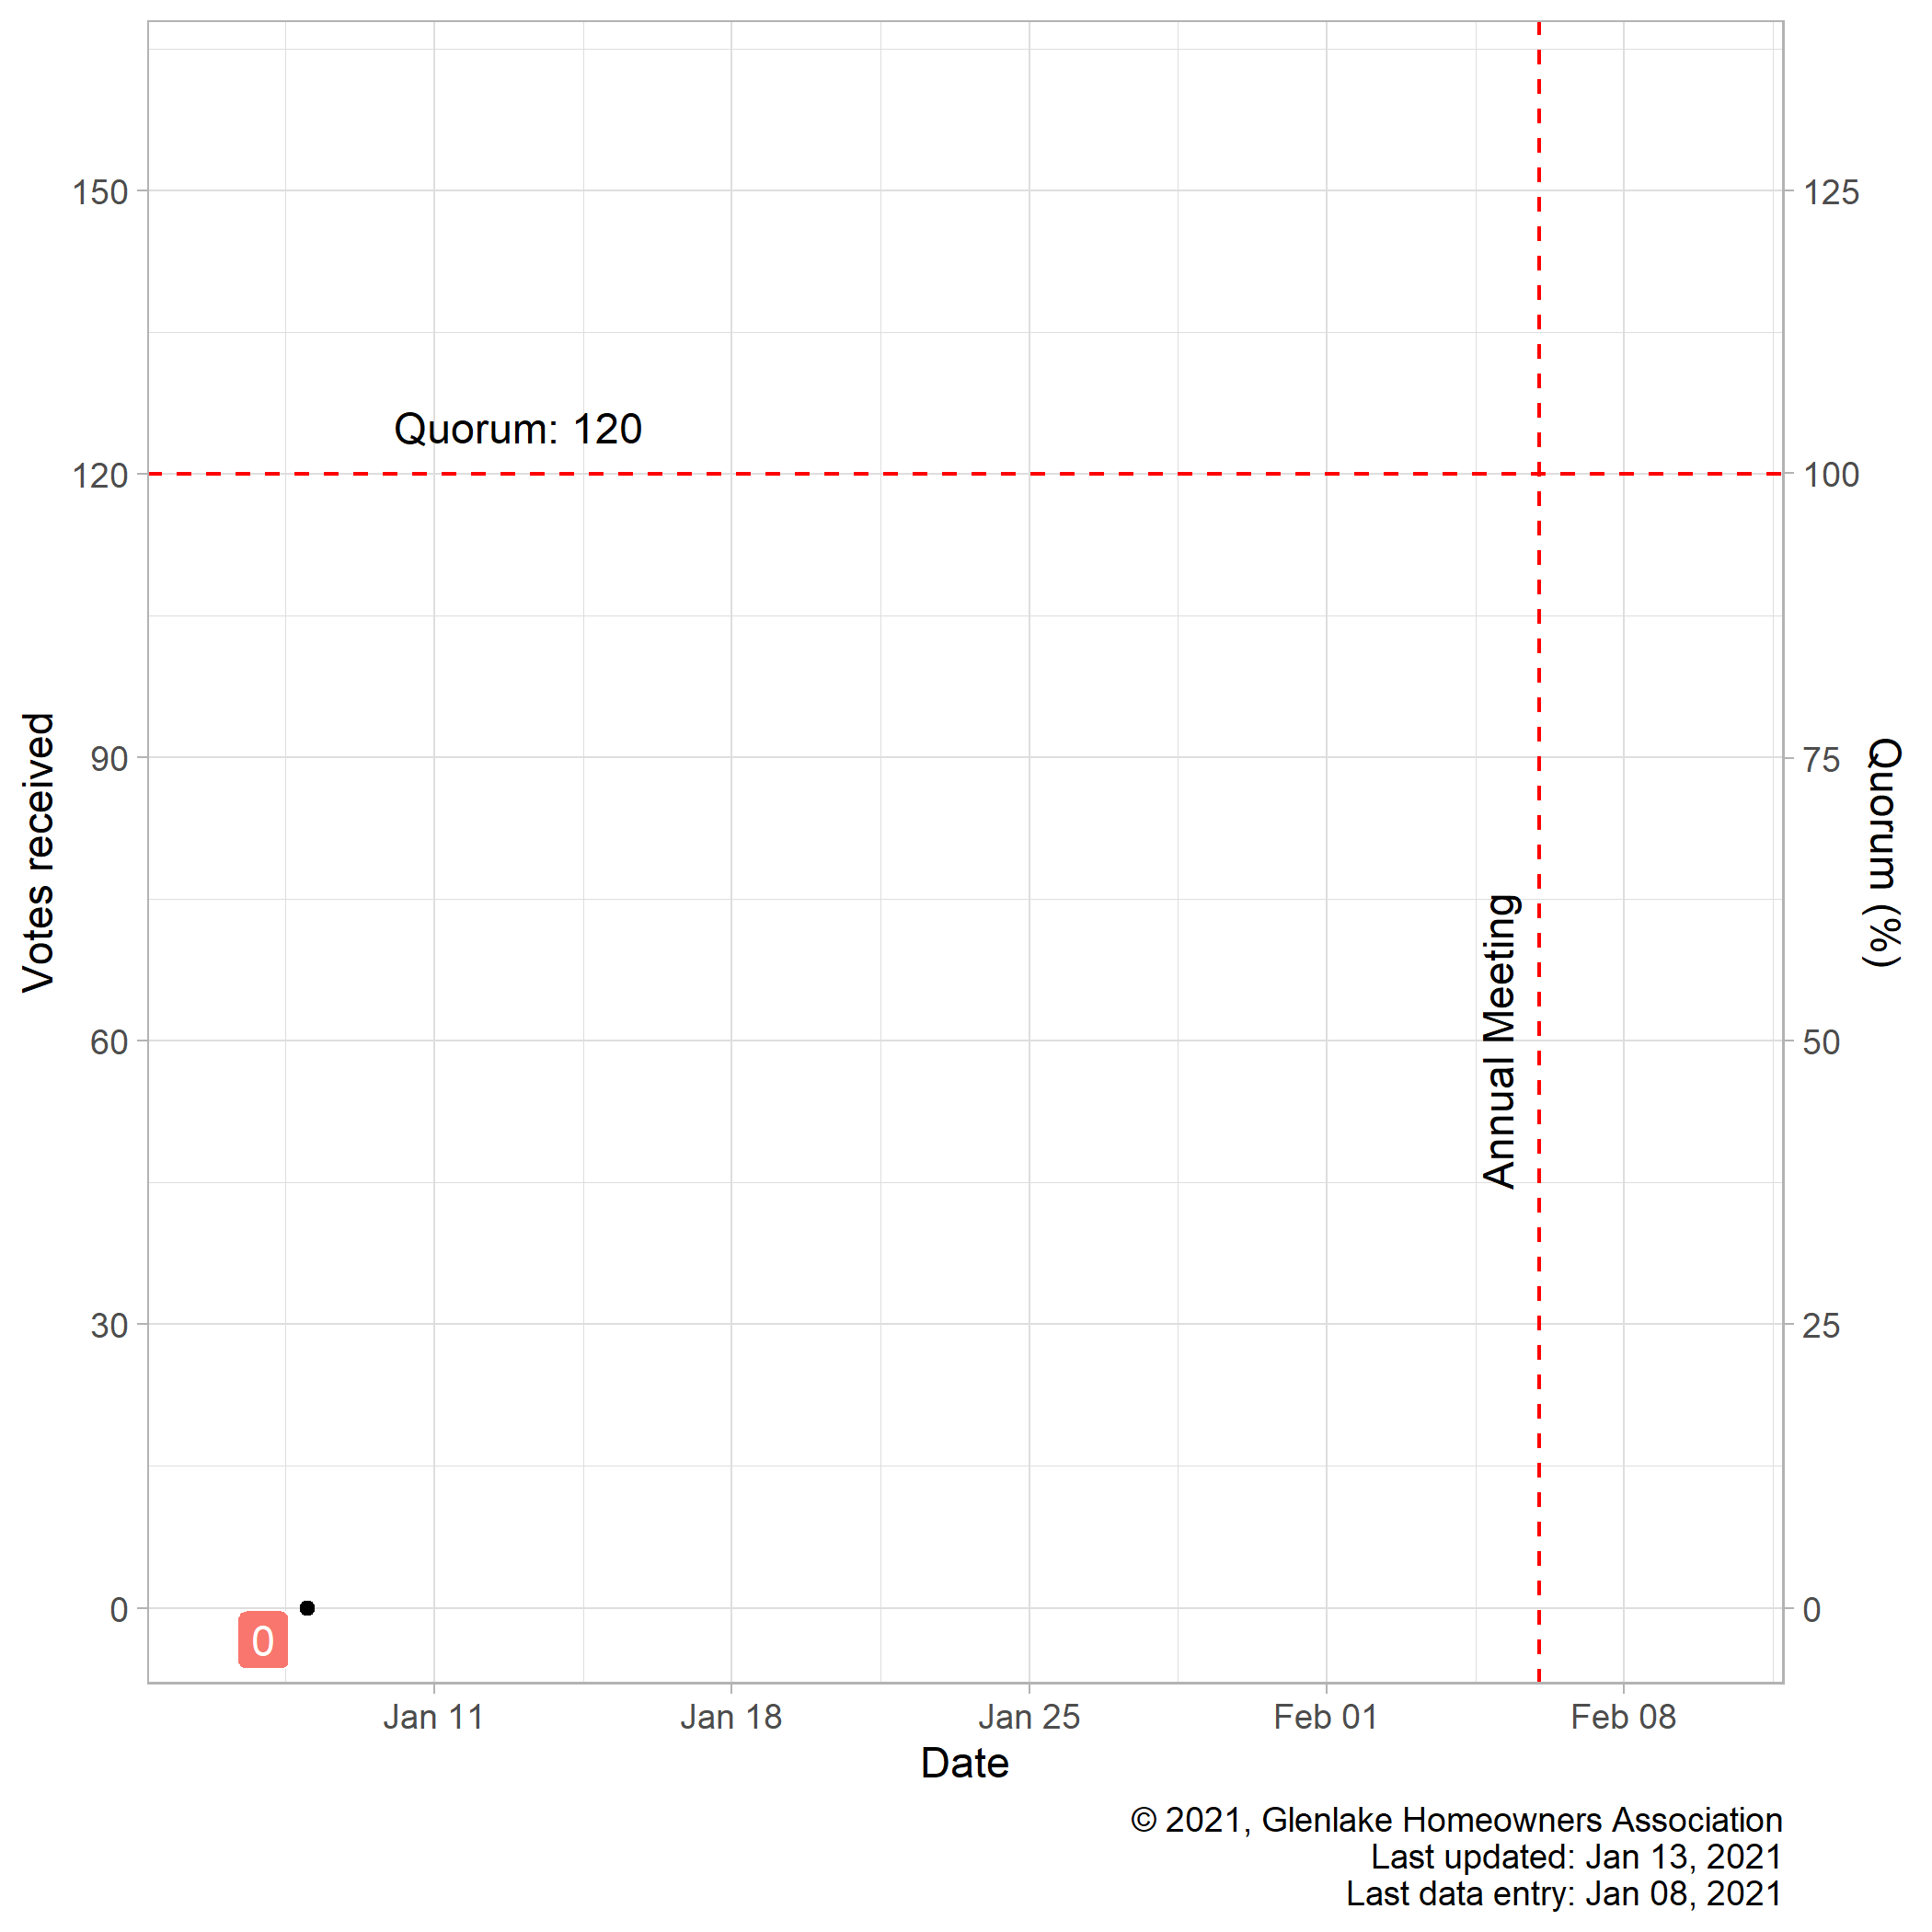 150
120
90
60
30
0
125
100
75
50
25
0
Votes received
Quorum (%)
Quorum: 120
Annual Meeting
0
Jan 11
Jan 18
Jan 25
Feb 01
Feb 08
Date
© 2021, Glenlake Homeowners Association
Last updated: Jan 13, 2021
Last data entry: Jan 08, 2021